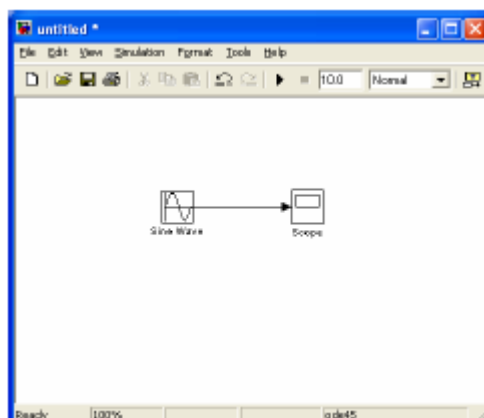 untitled *
File Edit View Simulation Format Tools Help
10.0 Normal
Sine Wave Scope
Ready 100% ode45